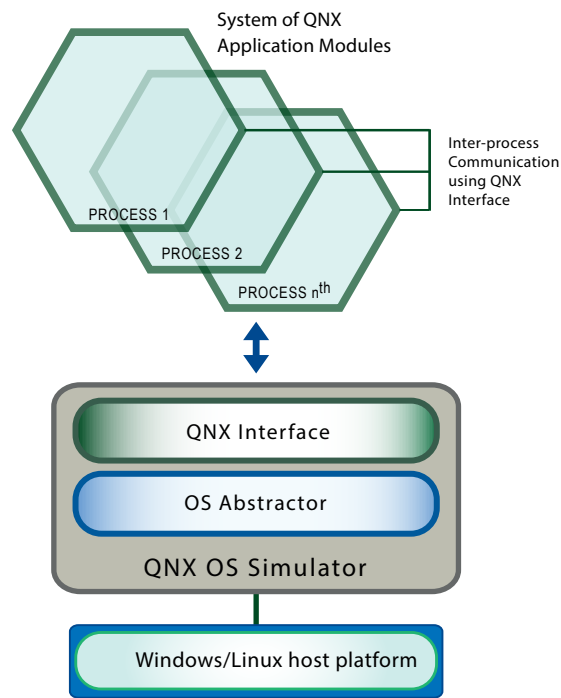 System of QNX
Application Modules
Inter-process
Communication
using QNX
Interface
PROCESS 1
PROCESS 2
PROCESS nth
QNX Interface
OS Abstractor
QNX OS Simulator
Windows/Linux host platform